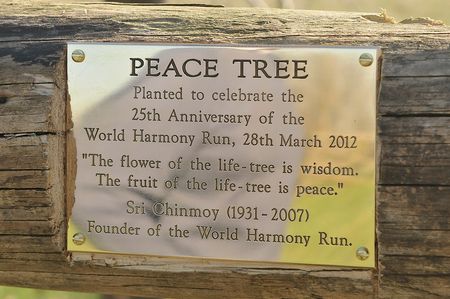 PEACE TREE
Planted to celebrate the
25th Anniversary of the
World Harmony Run, 28th March 2012
"The flower of the life-tree is wisdom.
The fruit of the life-tree is peace."
Sri Chinmoy (1931-2007)
Founder of the World Harmony Run.